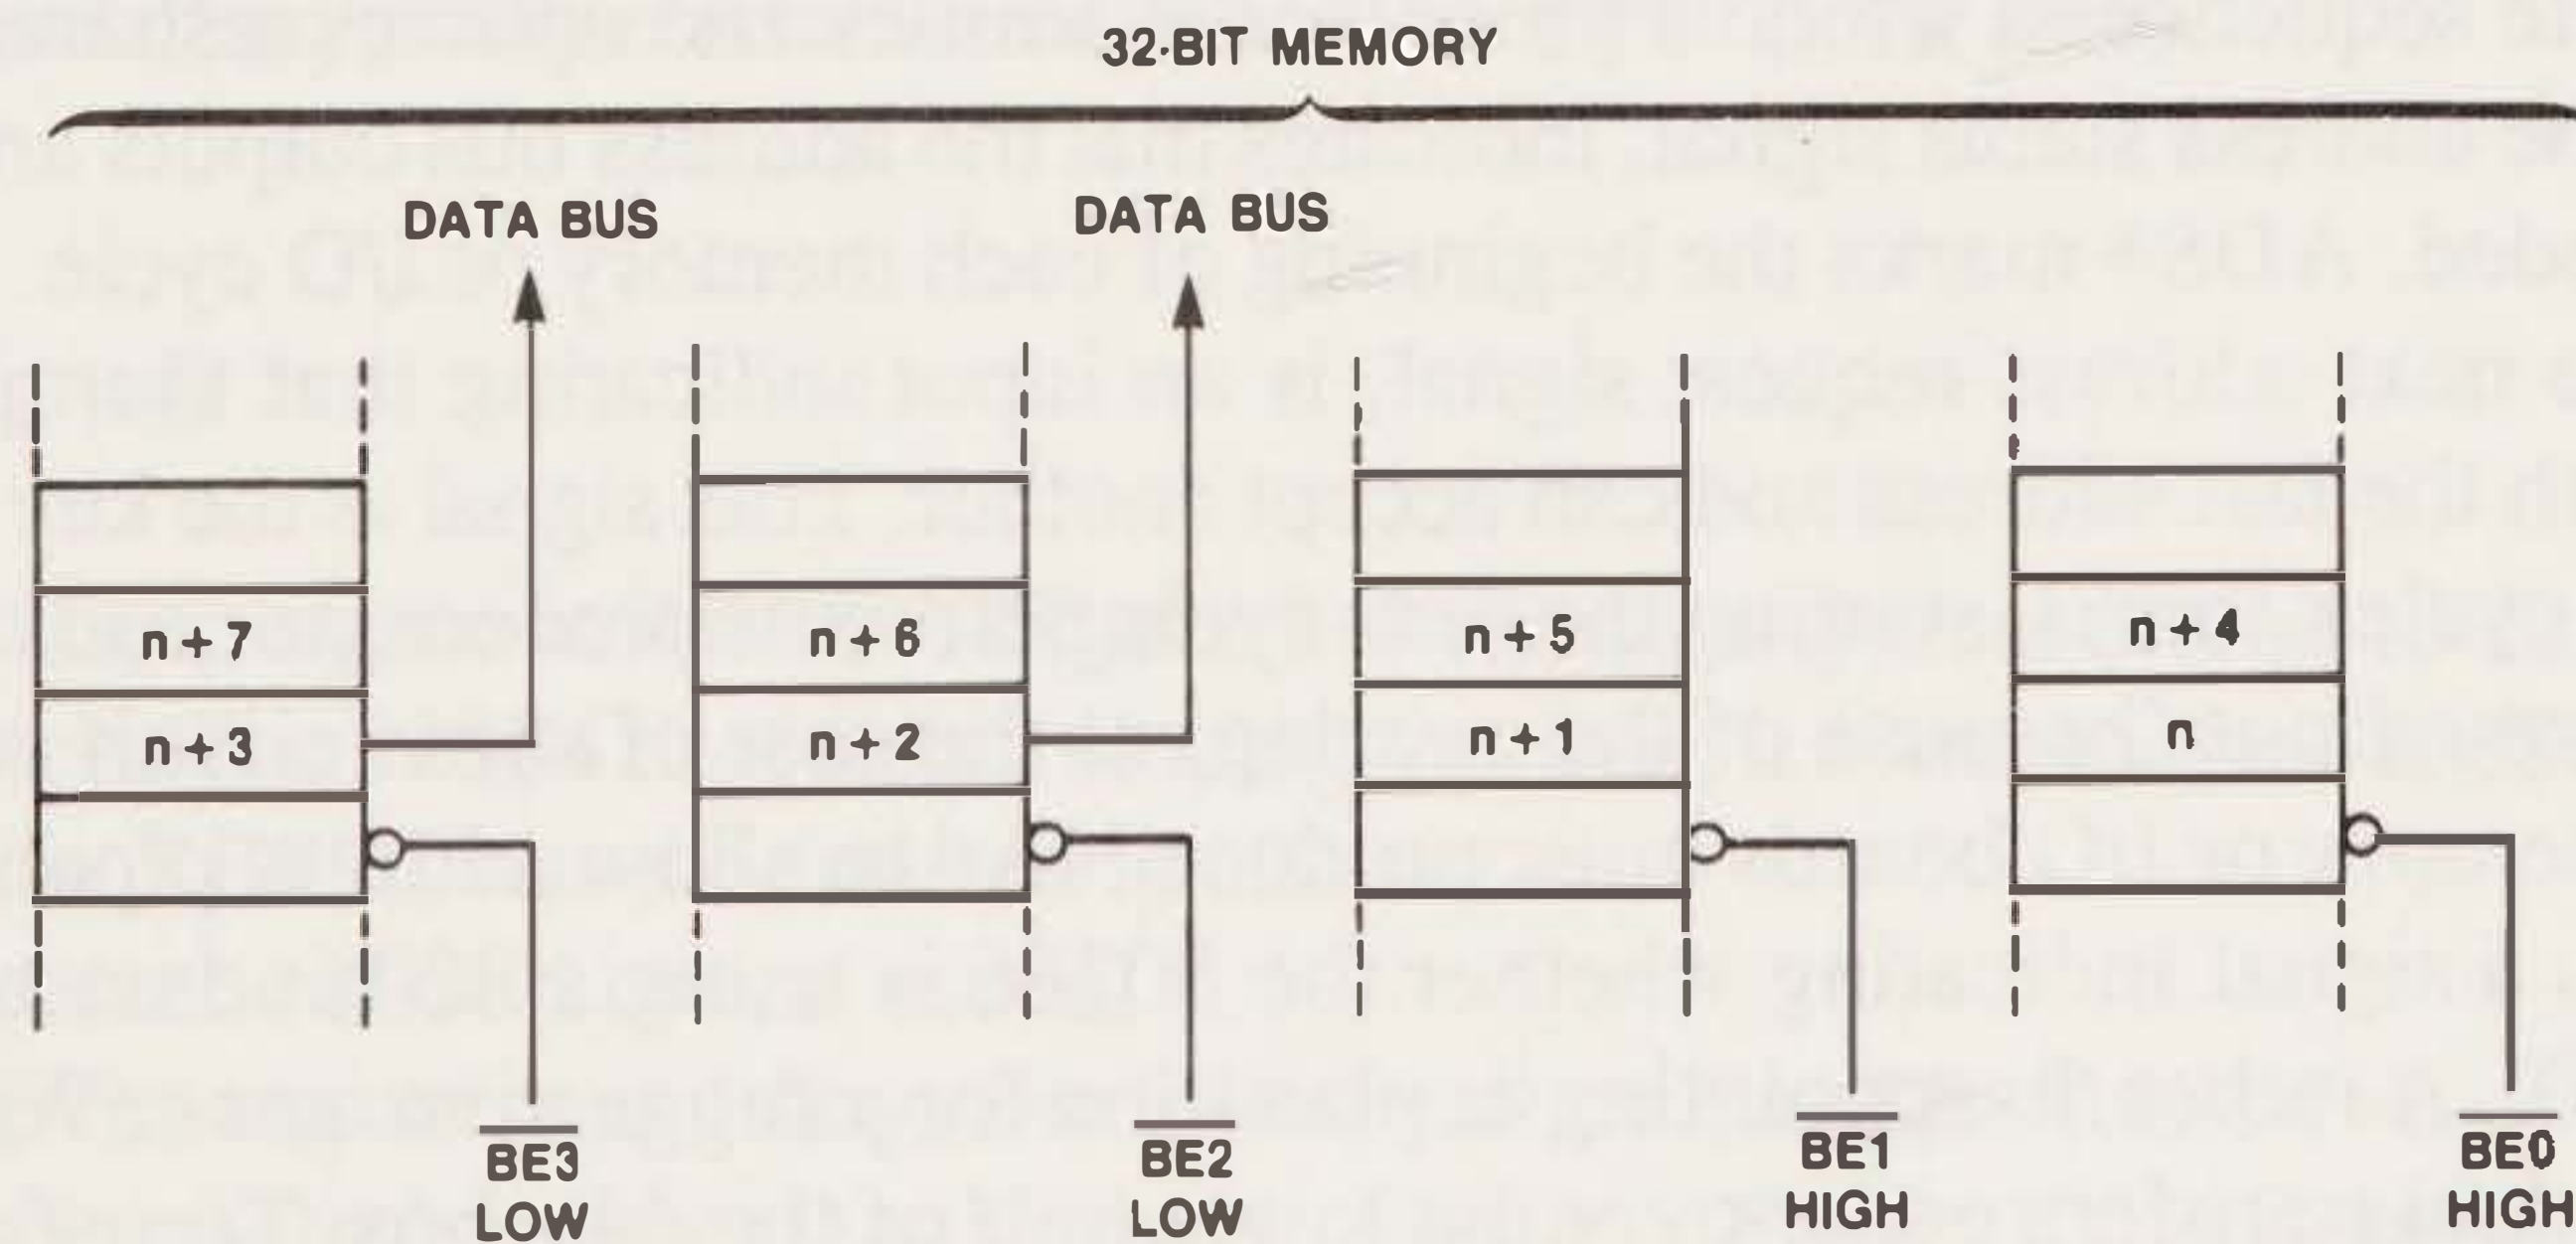 32-BIT MEMORY
DATA BUS DATA BUS
n + 7 n + 6 n + 5 n + 4
n + 3 n + 2 n + 1 n
BE3 BE2 BE1 BE0
LOW LOW HIGH HIGH